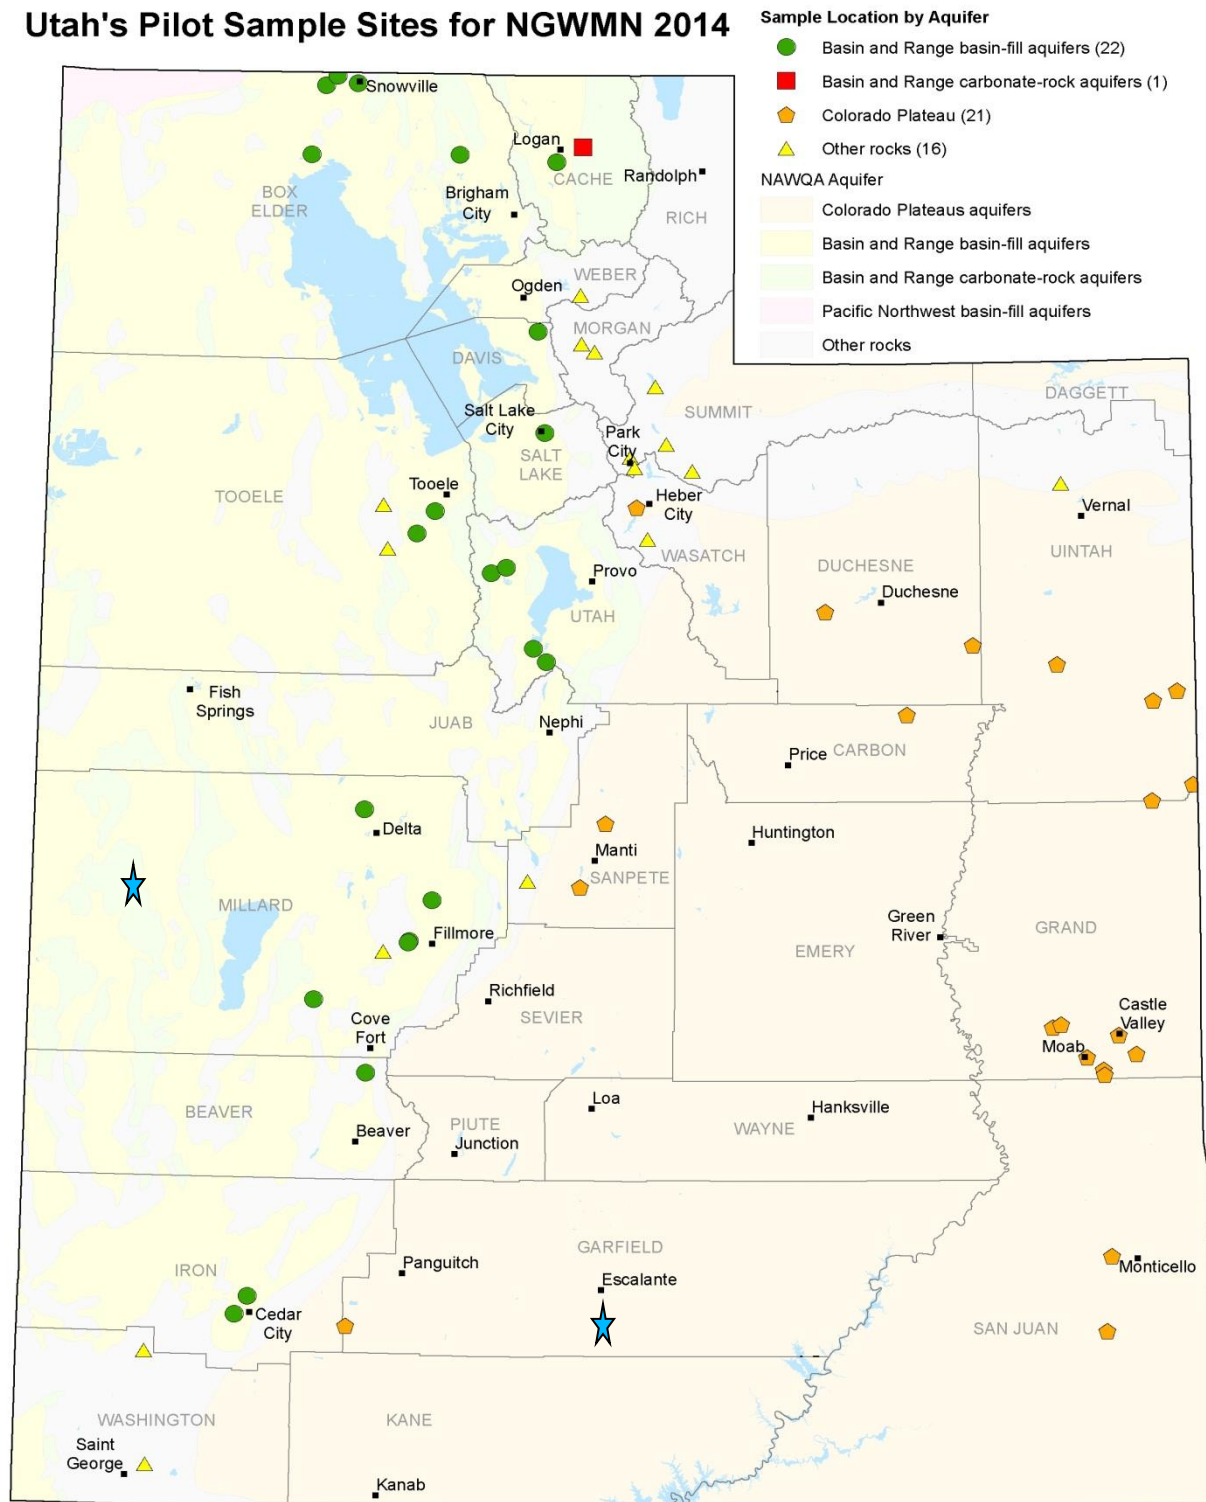 Utah's Pilot Sample Sites for NGWMN 2014
Sample Location by Aquifer
Basin and Range basin-fill aquifers (22)
Basin and Range carbonate-rock aquifers (1)
Colorado Plateau (21)
Other rocks (16)
NAWQA Aquifer
Colorado Plateaus aquifers
Basin and Range basin-fill aquifers
Basin and Range carbonate-rock aquifers
Pacific Northwest basin-fill aquifers
Other rocks
Snowville
Logan
CACHE
Randolph
BOX
ELDER
Brigham
City
RICH
WEBER
Ogden
MORGAN
DAVIS
DAGGETT
SUMMIT
Salt Lake
City
Park
City
SALT
LAKE
Tooele
TOOELE
Heber
City
Vernal
WASATCH
UINTAH
DUCHESNE
Provo
Duchesne
UTAH
Fish
Springs
JUAB
Nephi
Price
CARBON
Delta
Huntington
Manti
SANPETE
MILLARD
Fillmore
Green
River
GRAND
EMERY
Richfield
SEVIER
Cove
Fort
Castle
Valley
Moab
Loa
Hanksville
BEAVER
PIUTE
WAYNE
Beaver
Junction
GARFIELD
Panguitch
IRON
Escalante
Monticello
Cedar
City
SAN JUAN
WASHINGTON
KANE
Saint
George
Kanab